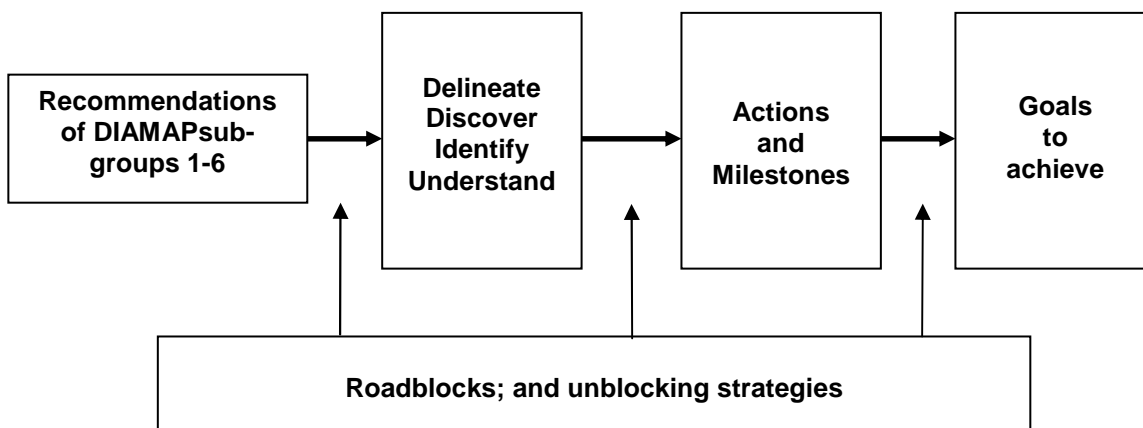 Recommendations
of DIAMAPsub-
groups 1-6
Delineate
Discover
Identify
Understand
Actions
and
Milestones
Goals
to
achieve
Roadblocks; and unblocking strategies